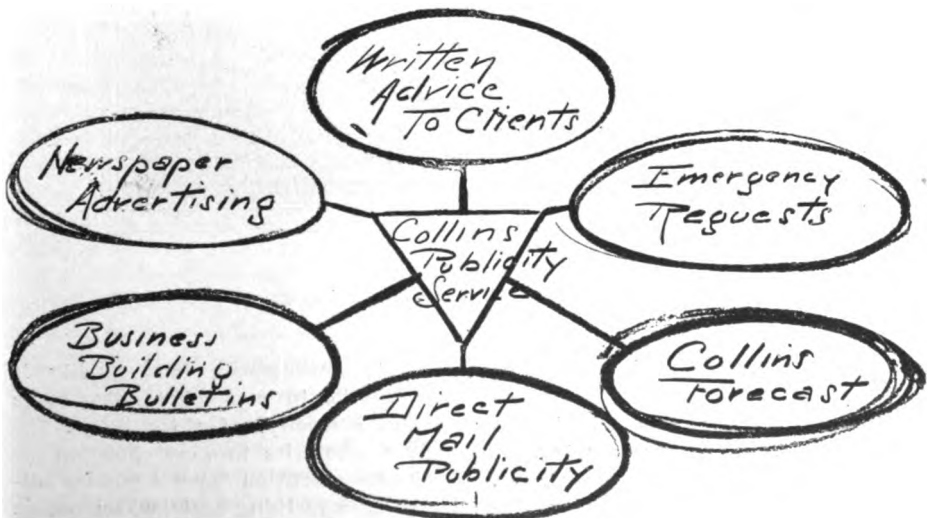 Written
Advice
To Clients
Newspaper
Advertising
Emergency
Requests
Collins
Publicity
Service
Business
Building
Bulletins
Collins
Forecast
Direct
Mail
Publicity